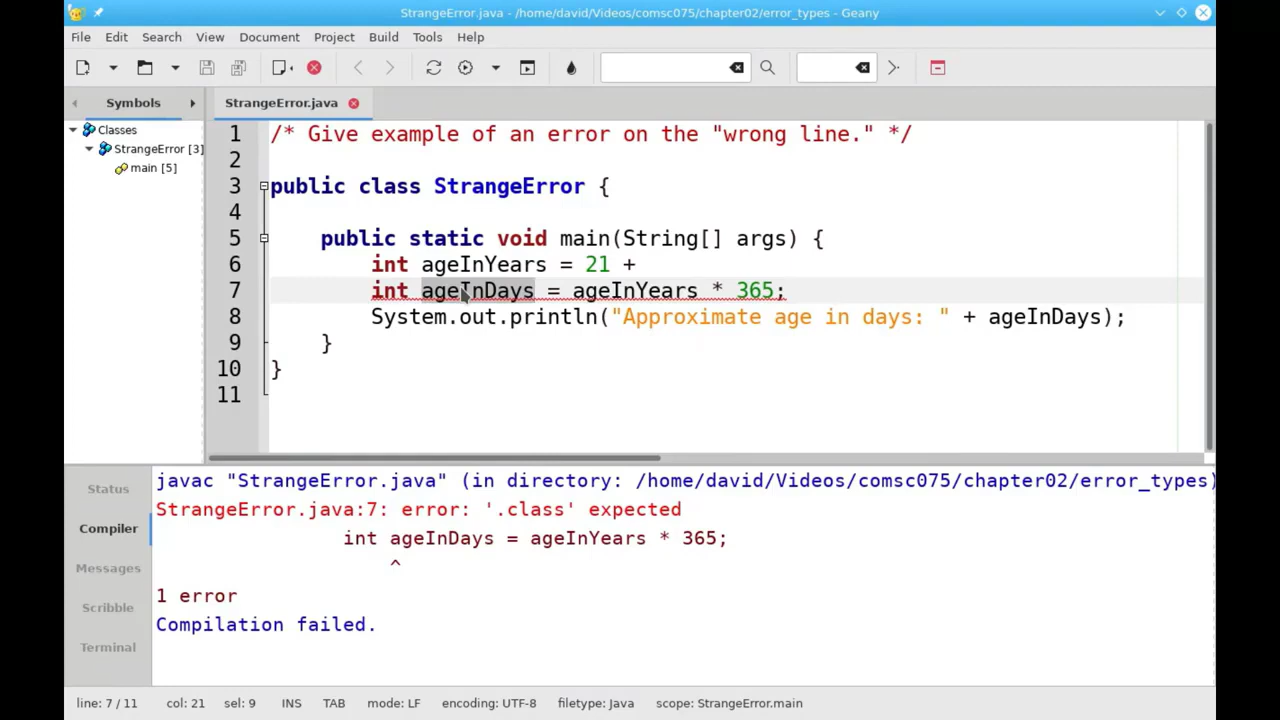 StrangeError.java - /home/david/Videos/comsc075/chapter02/error_types - Geany
File Edit Search View Document Project Build Tools Help
Symbols
StrangeError.java
Classes
StrangeError [3]
main [5]
1 /* Give example of an error on the "wrong line." */
2
3 public class StrangeError {
4
5 public static void main(String[] args) {
6 int ageInYears = 21 +
7 int ageInDays = ageInYears * 365;
8 System.out.println("Approximate age in days: " + ageInDays);
9 }
10 }
11
Status
Compiler
Messages
Scribble
Terminal
javac "StrangeError.java" (in directory: /home/david/Videos/comsc075/chapter02/error_types)
StrangeError.java:7: error: '.class' expected
int ageInDays = ageInYears * 365;
^
1 error
Compilation failed.
line: 7 / 11 col: 21 sel: 9 INS TAB mode: LF encoding: UTF-8 filetype: Java scope: StrangeError.main